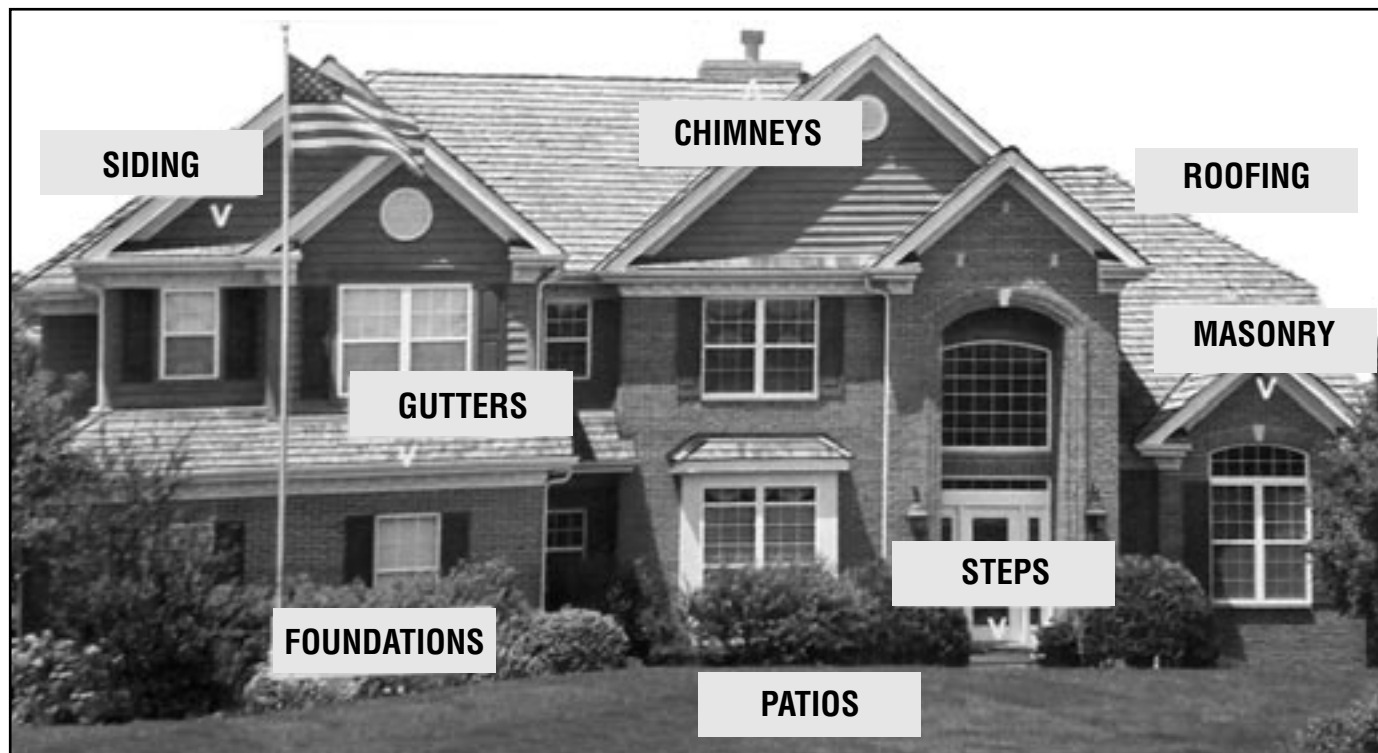 CHIMNEYS
SIDING
ROOFING
MASONRY
GUTTERS
STEPS
FOUNDATIONS
PATIOS